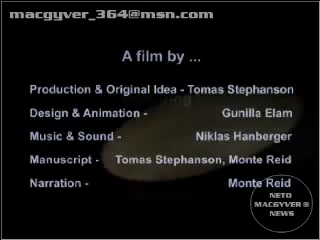 macgyver_364@msn.com
A film by ...
Production & Original Idea - Tomas Stephanson
Design & Animation - Gunilla Elam
Music & Sound - Niklas Hanberger
Manuscript - Tomas Stephanson, Monte Reid
Narration - Monte Reid
NETO
MACGYVER ®
NEWS